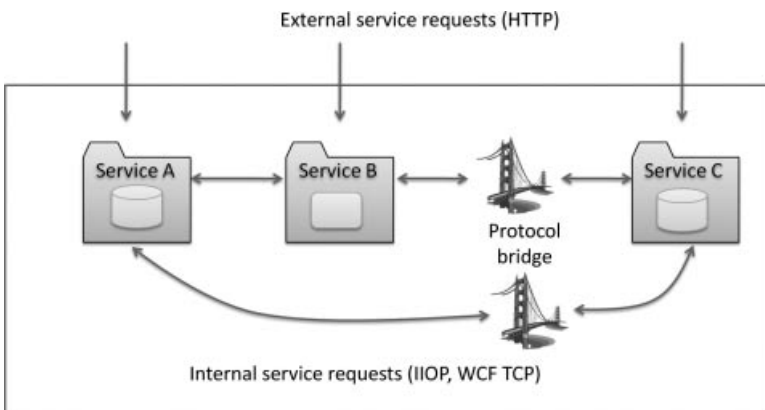 External service requests (HTTP)
Service A
Service B
Service C
Protocol
bridge
Internal service requests (IIOP, WCF TCP)